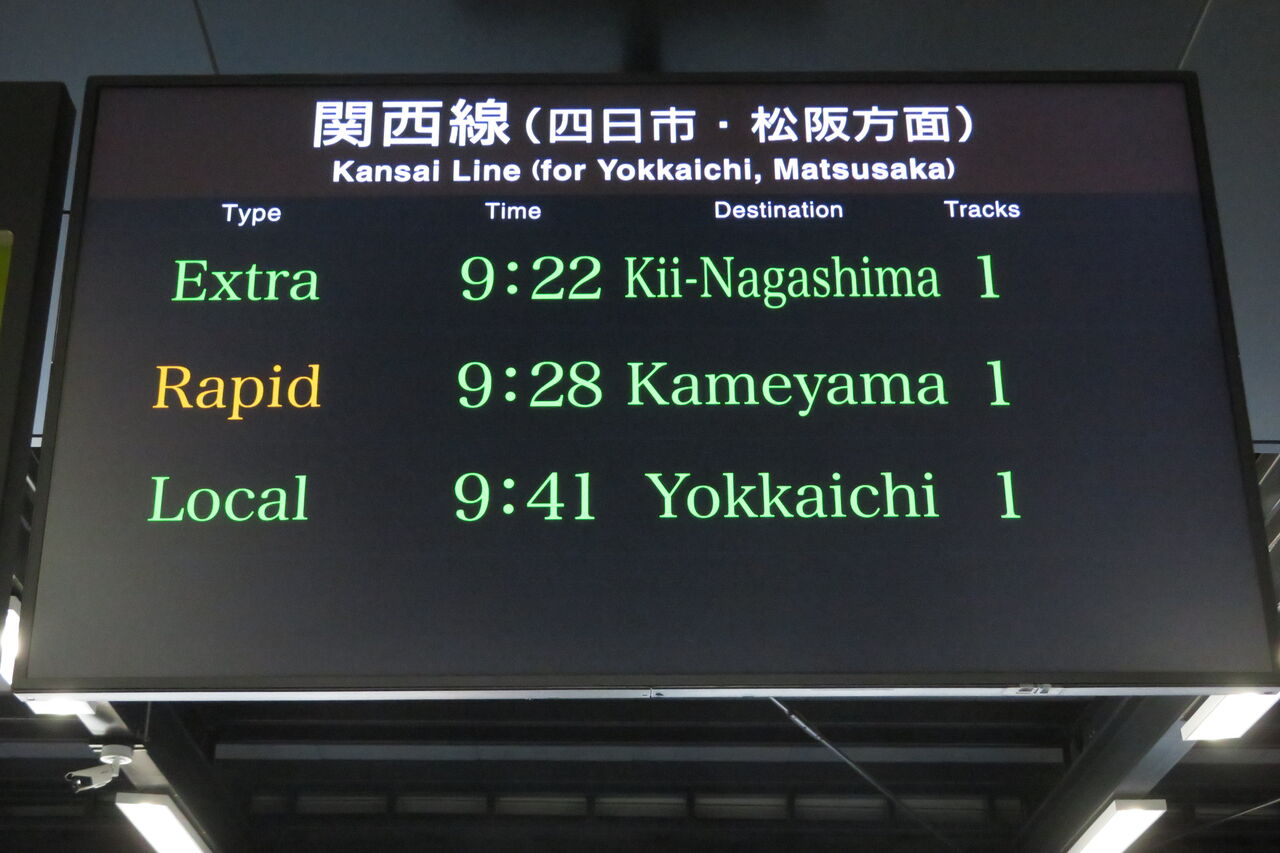 関西線(四日市・松阪方面)
Kansai Line (for Yokkaichi, Matsusaka)
Type Time Destination Tracks
Extra 9:22 Kii-Nagashima 1
Rapid 9:28 Kameyama 1
Local 9:41 Yokkaichi 1